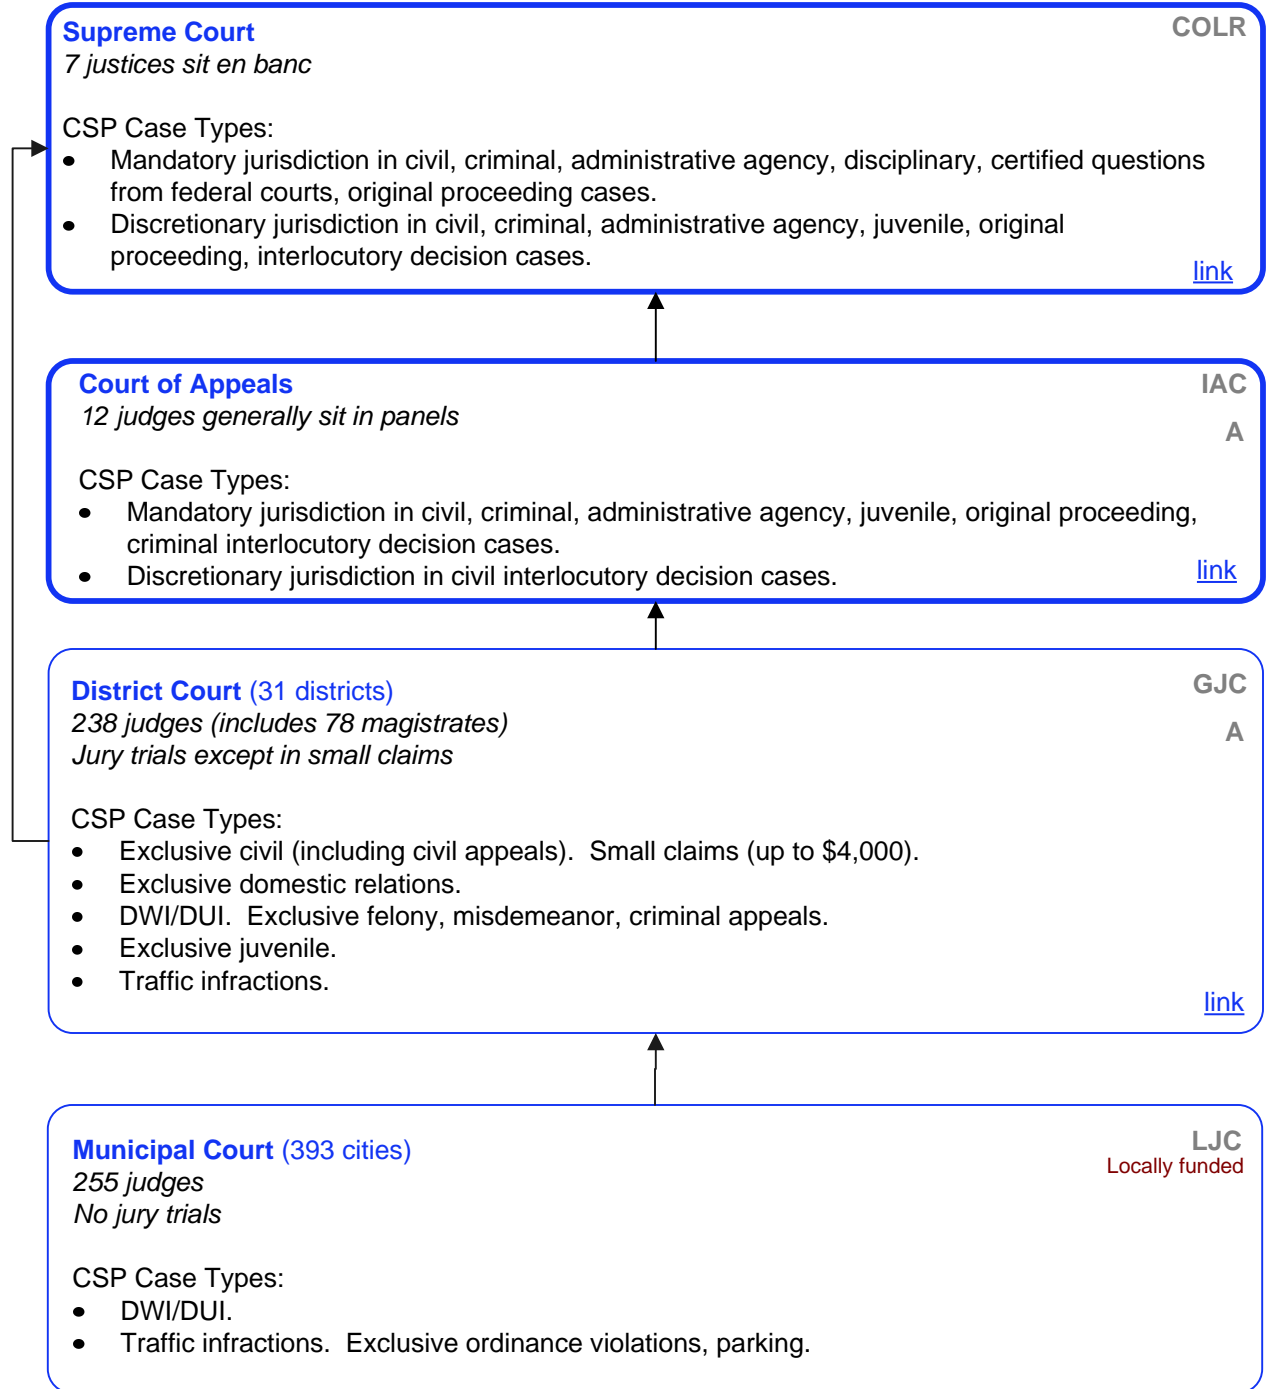 Supreme Court
COLR
7 justices sit en banc
CSP Case Types:
• Mandatory jurisdiction in civil, criminal, administrative agency, disciplinary, certified questions
from federal courts, original proceeding cases.
• Discretionary jurisdiction in civil, criminal, administrative agency, juvenile, original
proceeding, interlocutory decision cases.
link
Court of Appeals
IAC
12 judges generally sit in panels
A
CSP Case Types:
• Mandatory jurisdiction in civil, criminal, administrative agency, juvenile, original proceeding,
criminal interlocutory decision cases.
• Discretionary jurisdiction in civil interlocutory decision cases.
link
District Court (31 districts)
GJC
238 judges (includes 78 magistrates)
A
Jury trials except in small claims
CSP Case Types:
• Exclusive civil (including civil appeals).  Small claims (up to $4,000).
• Exclusive domestic relations.
• DWI/DUI.  Exclusive felony, misdemeanor, criminal appeals.
• Exclusive juvenile.
• Traffic infractions.
link
Municipal Court (393 cities)
LJC
Locally funded
255 judges
No jury trials
CSP Case Types:
• DWI/DUI.
• Traffic infractions.  Exclusive ordinance violations, parking.